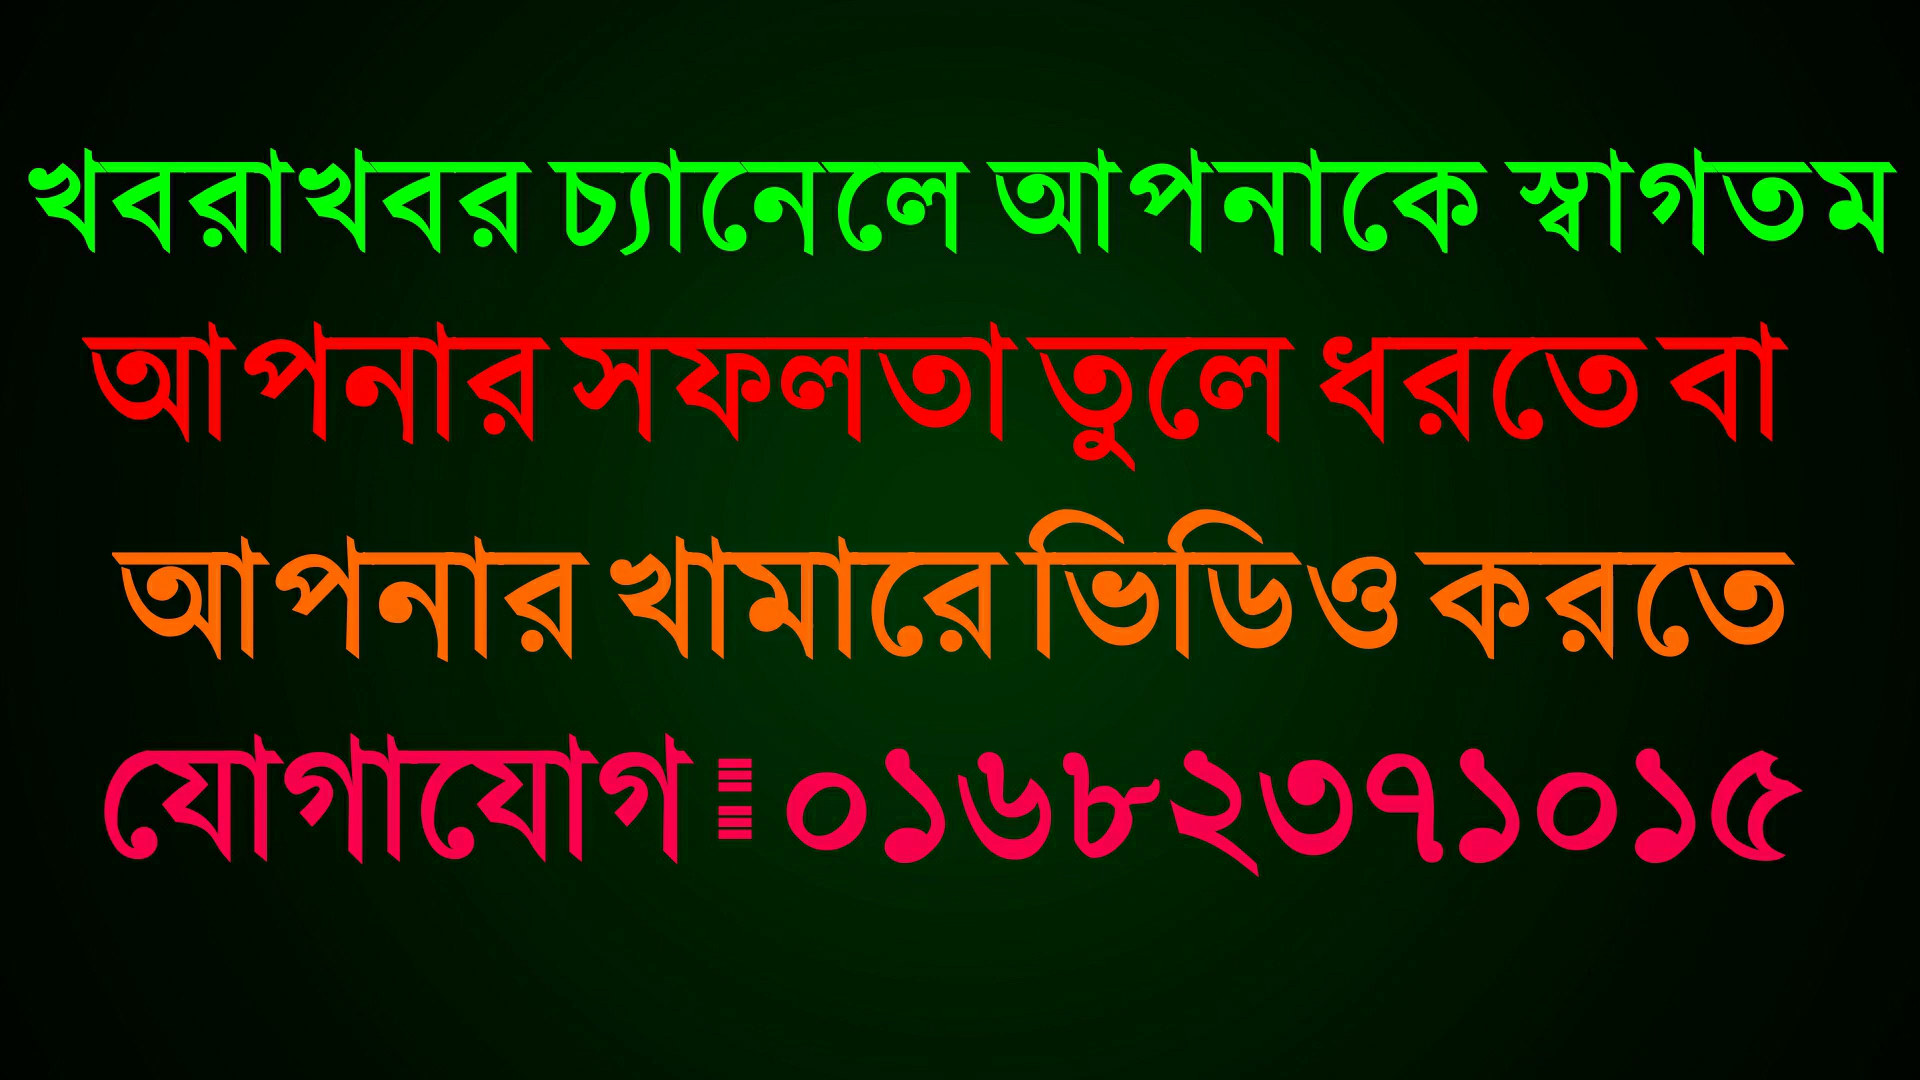 খবরাখবর চ্যানেলে আপনাকে স্বাগতম
আপনার সফলতা তুলে ধরতে বা
আপনার খামারে ভিডিও করতে
যোগাযোগ : ০১৬৮২৩৭১০১৫